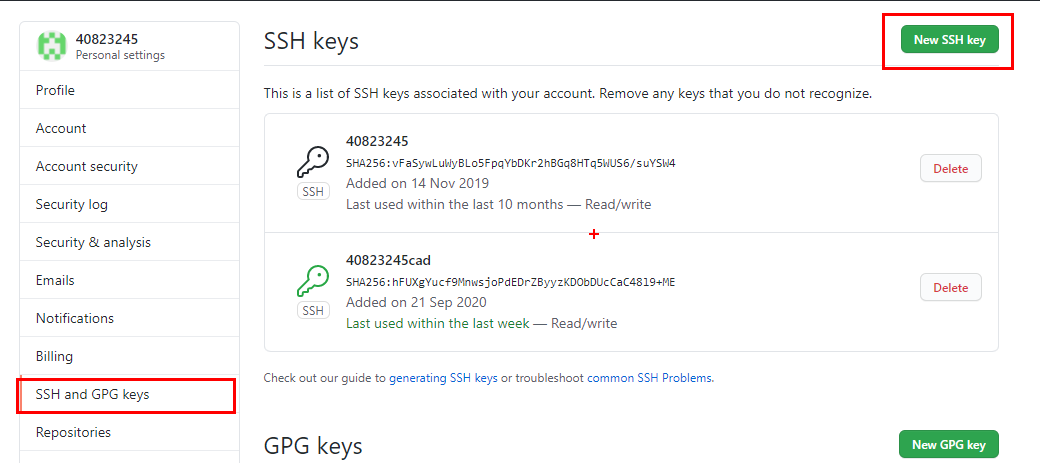 40823245
Personal settings
Profile
Account
Account security
Security log
Security & analysis
Emails
Notifications
Billing
SSH and GPG keys
Repositories
SSH keys
New SSH key
This is a list of SSH keys associated with your account. Remove any keys that you do not recognize.
40823245
SHA256:vFaSywLuWyBLo5FpqYbDKr2hBGq8HTq5WUS6/suYSW4
Added on 14 Nov 2019
Last used within the last 10 months — Read/write
SSH
Delete
40823245cad
SHA256:hFUXgYucf9MnwsjoPdEDrZByyzKDObDUcCaC48l9+ME
Added on 21 Sep 2020
Last used within the last week — Read/write
SSH
Delete
Check out our guide to generating SSH keys or troubleshoot common SSH Problems.
GPG keys
New GPG key